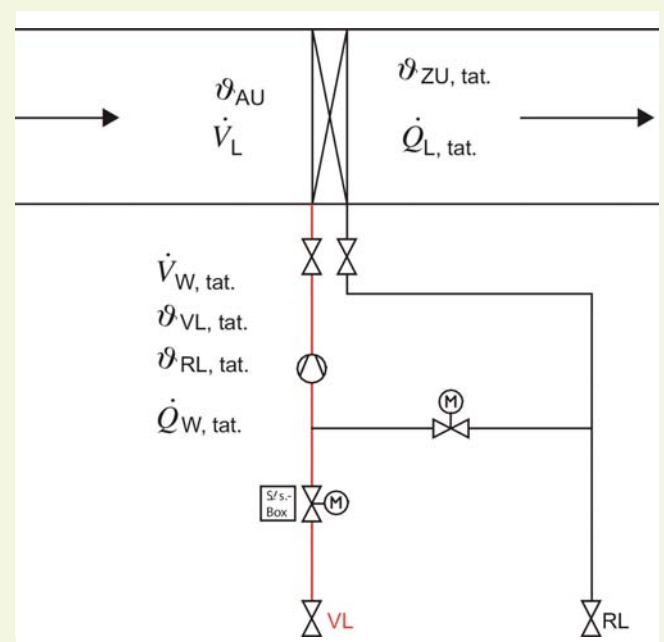 ϑAU
V̇L
ϑZU, tat.
Q̇L, tat.
V̇W, tat.
ϑVL, tat.
ϑRL, tat.
Q̇W, tat.
M
S/s.-
Box
M
VL
RL